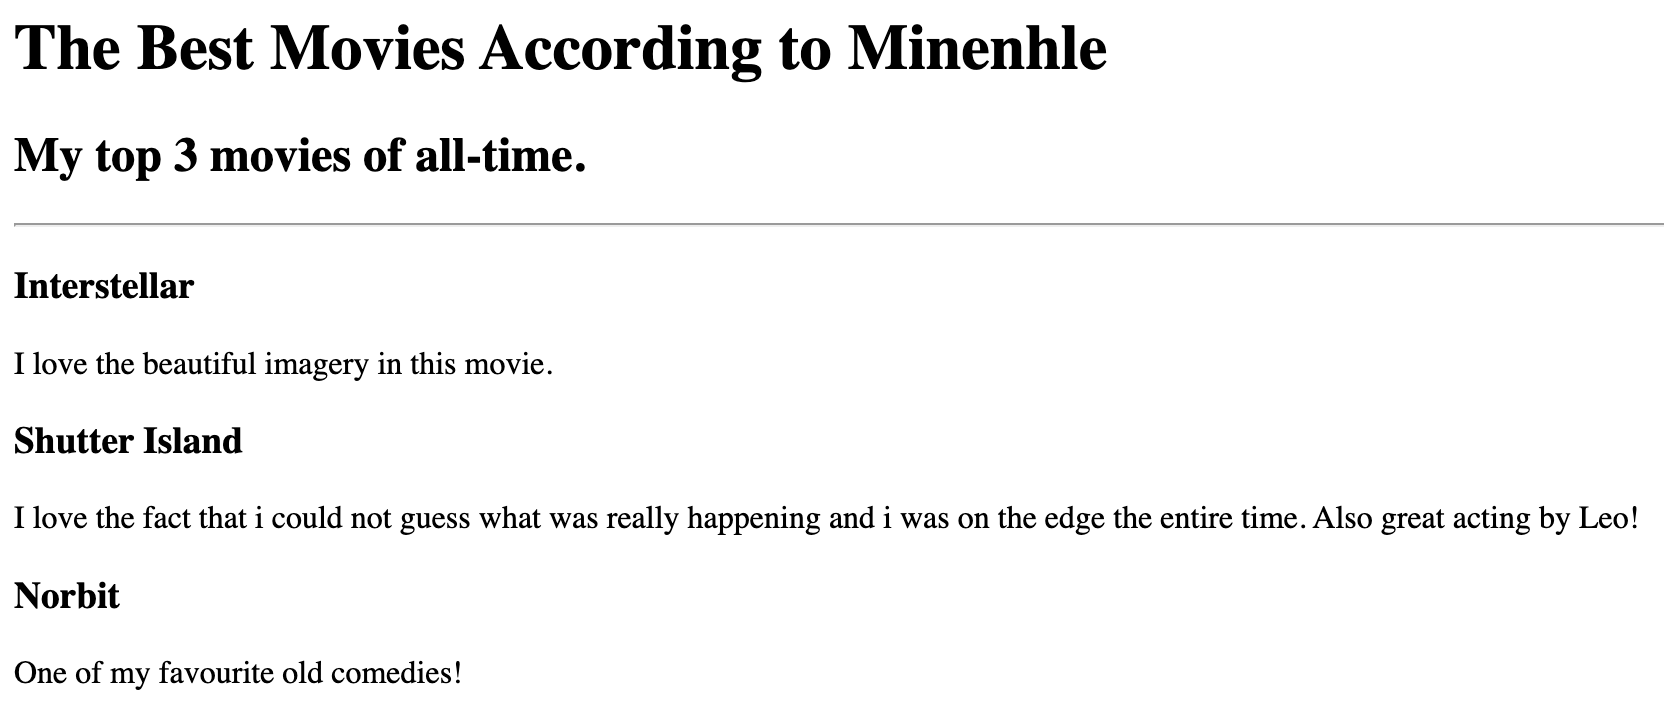 The Best Movies According to Minenhle
My top 3 movies of all-time.
Interstellar
I love the beautiful imagery in this movie.
Shutter Island
I love the fact that i could not guess what was really happening and i was on the edge the entire time. Also great acting by Leo!
Norbit
One of my favourite old comedies!